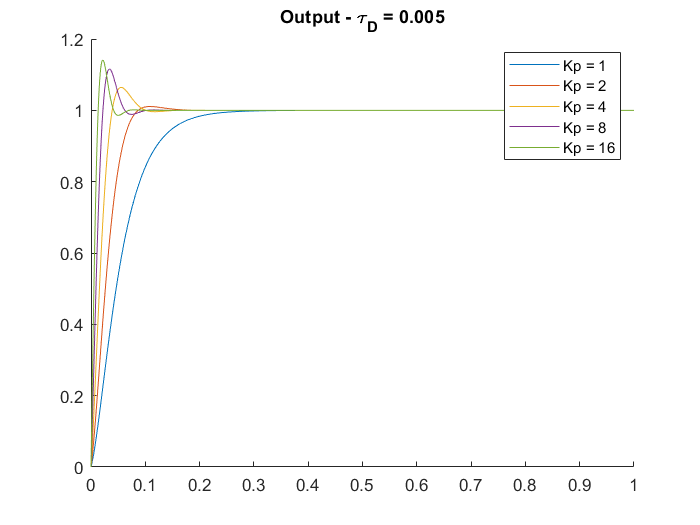 Output - τD = 0.005
1.2
1
0.8
0.6
0.4
0.2
0
Kp = 1
Kp = 2
Kp = 4
Kp = 8
Kp = 16
0 0.1 0.2 0.3 0.4 0.5 0.6 0.7 0.8 0.9 1